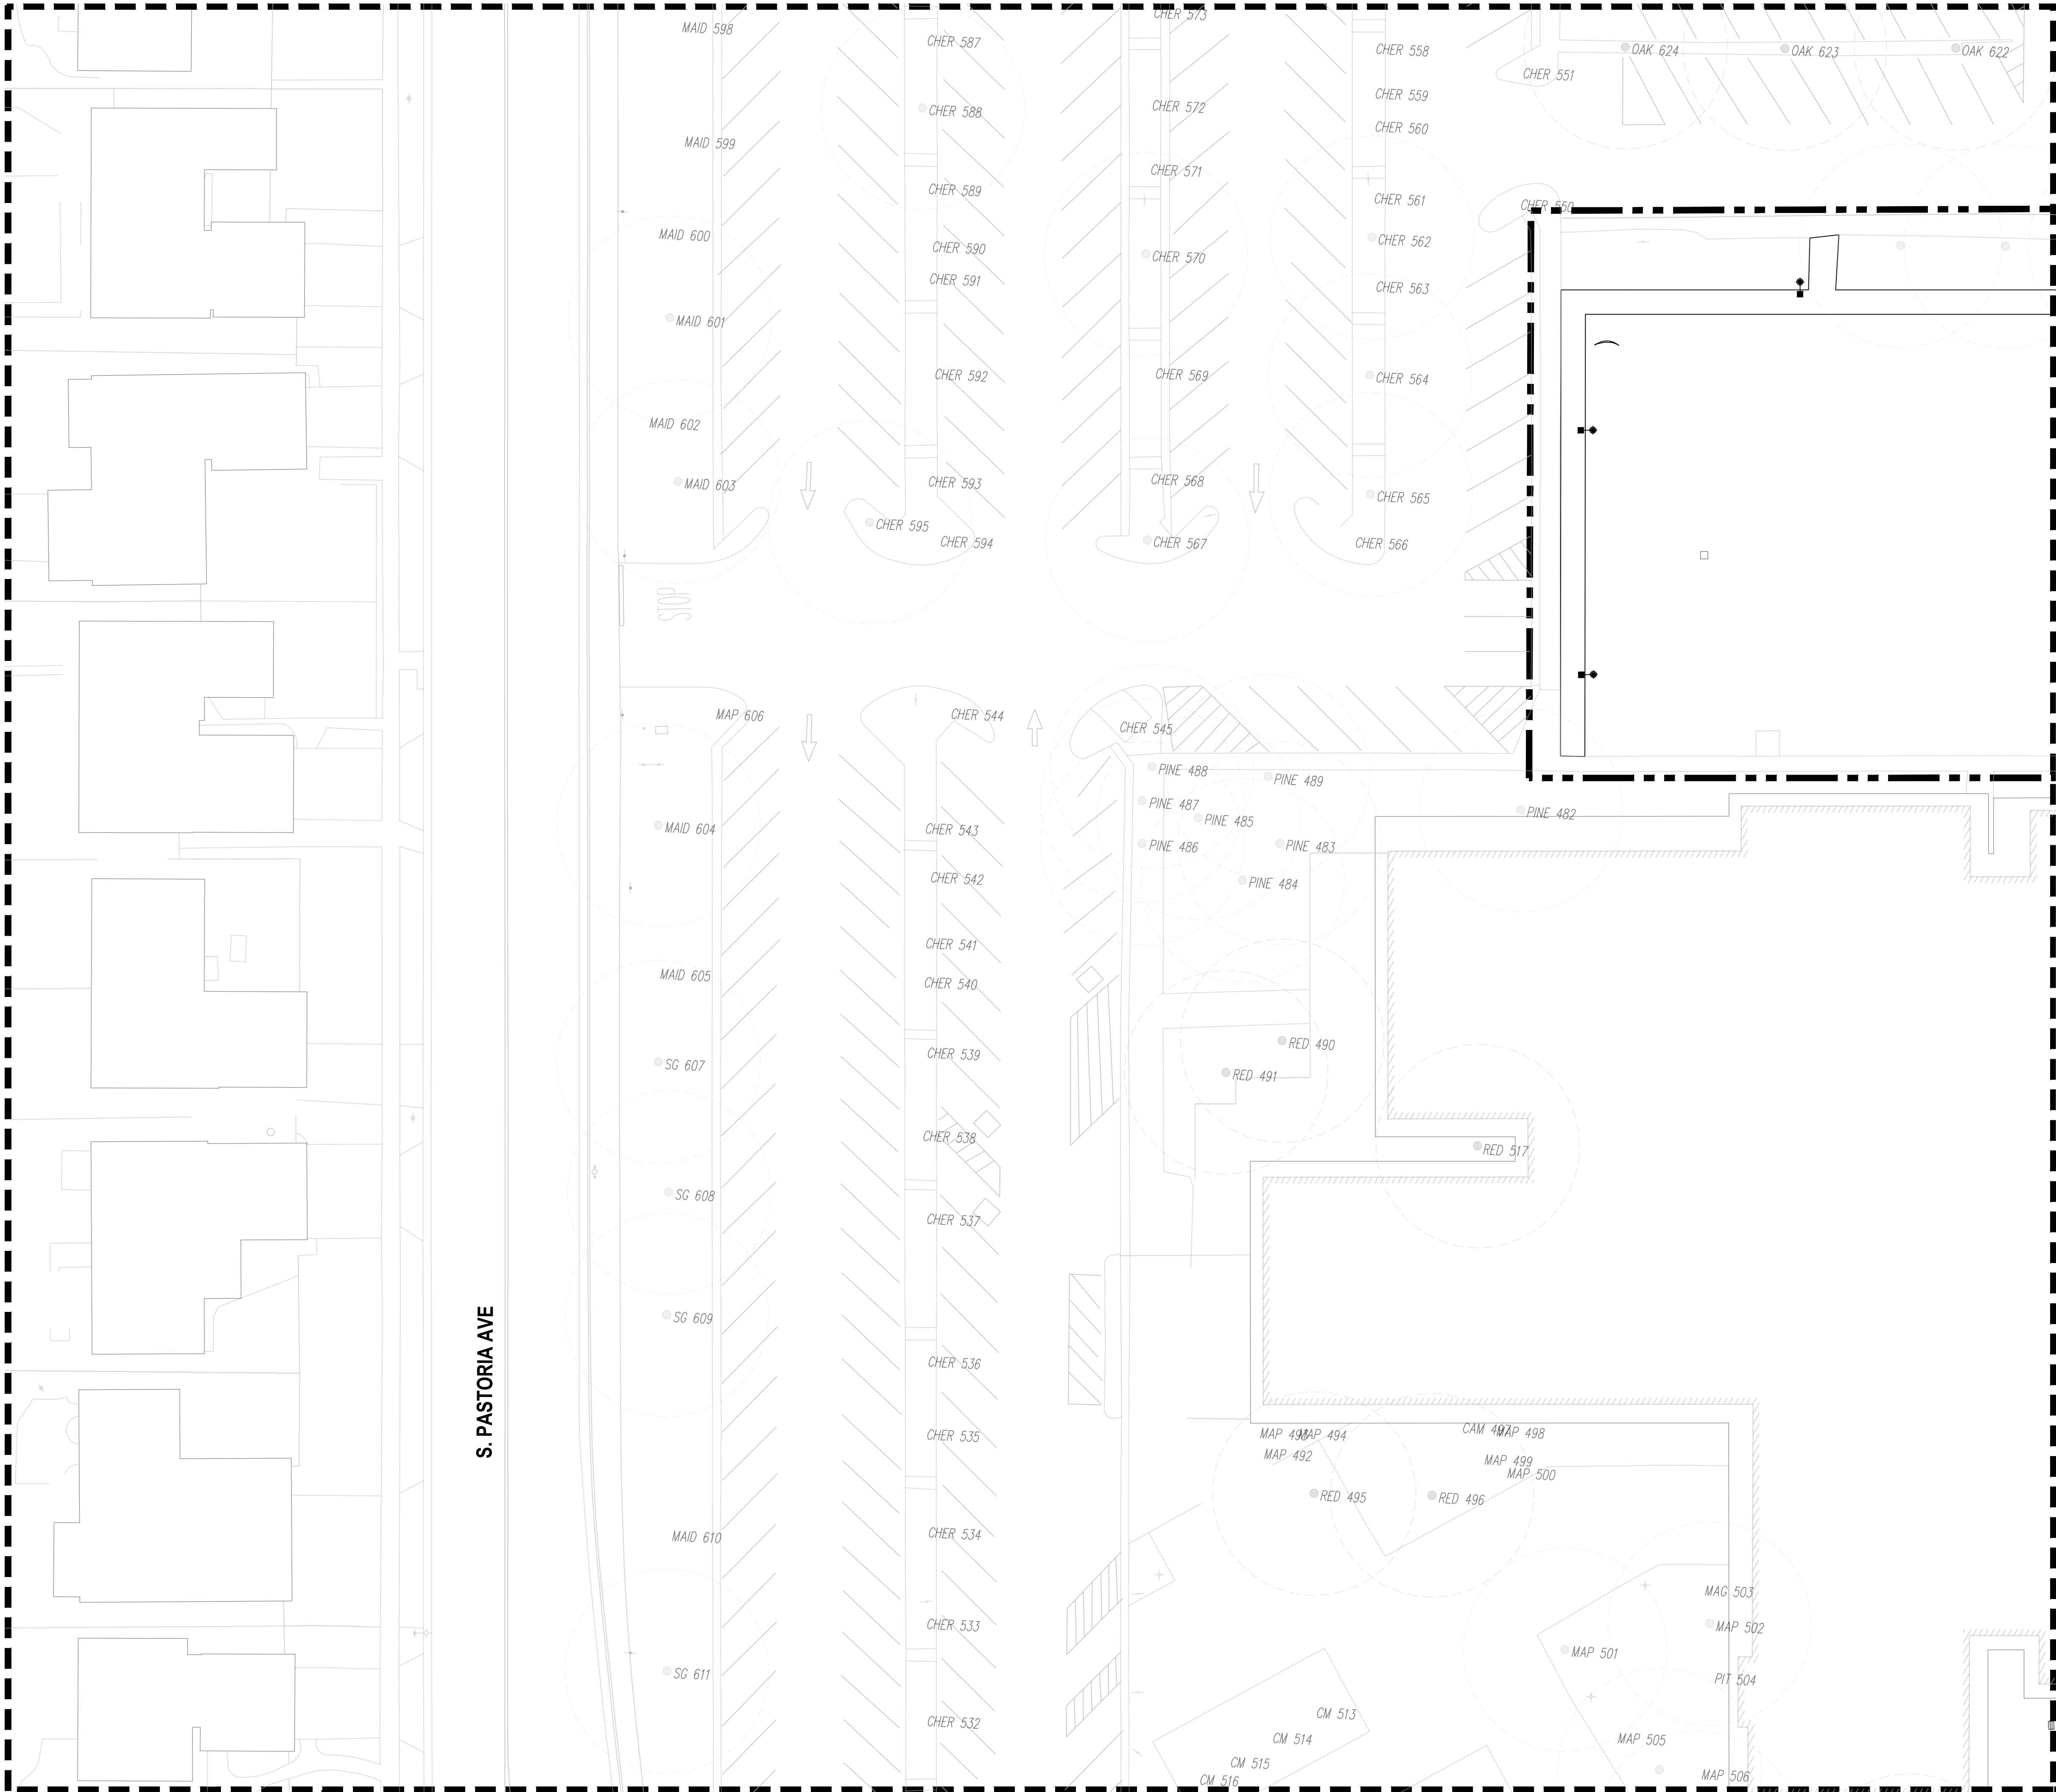 MAID 598
CHER 587
CHER 573
CHER 558
CHER 551
OAK 624
OAK 623
OAK 622
CHER 588
CHER 572
CHER 559
CHER 560
MAID 599
CHER 589
CHER 571
CHER 561
CHER 550
MAID 600
CHER 590
CHER 570
CHER 562
CHER 591
CHER 563
MAID 601
CHER 592
CHER 569
CHER 564
MAID 602
MAID 603
CHER 593
CHER 568
CHER 565
CHER 595
CHER 594
CHER 567
CHER 566
STOP
MAP 606
CHER 544
CHER 545
PINE 488
PINE 489
PINE 487
PINE 485
PINE 482
MAID 604
CHER 543
PINE 486
PINE 483
CHER 542
PINE 484
CHER 541
MAID 605
CHER 540
RED 490
SG 607
CHER 539
RED 491
CHER 538
RED 517
SG 608
CHER 537
SG 609
S. PASTORIA AVE
CHER 536
CHER 535
MAP 493
MAP 494
CAM 497
MAP 498
MAP 492
MAP 499
MAP 500
RED 495
RED 496
MAID 610
CHER 534
MAG 503
CHER 533
MAP 502
MAP 501
SG 611
PIT 504
CHER 532
CM 513
CM 514
MAP 505
CM 515
CM 516
MAP 506